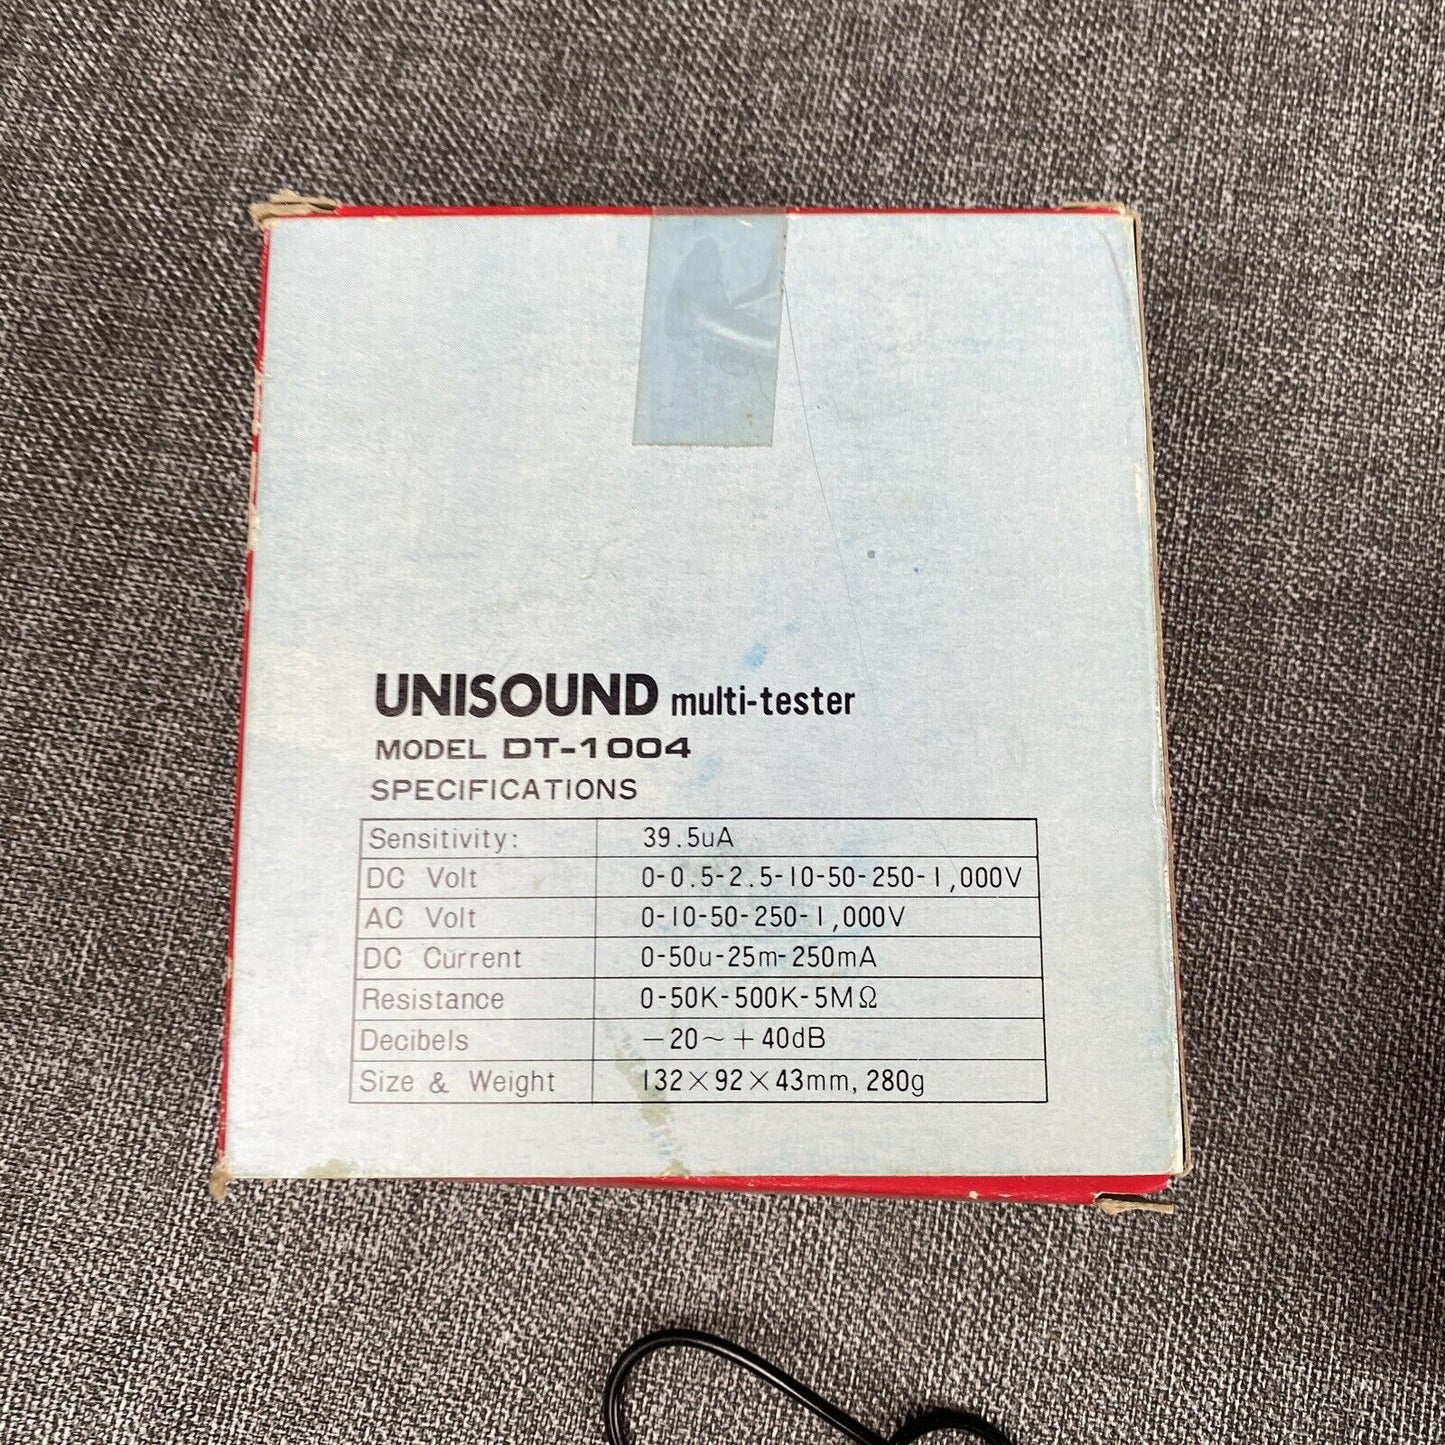 UNISOUND multi-tester
MODEL DT-1004
SPECIFICATIONS
Sensitivity: 39.5uA
DC Volt 0-0.5-2.5-10-50-250-1,000V
AC Volt 0-10-50-250-1,000V
DC Current 0-50u-25m-250mA
Resistance 0-50K-500K-5MΩ
Decibels −20~+40dB
Size & Weight 132×92×43mm, 280g